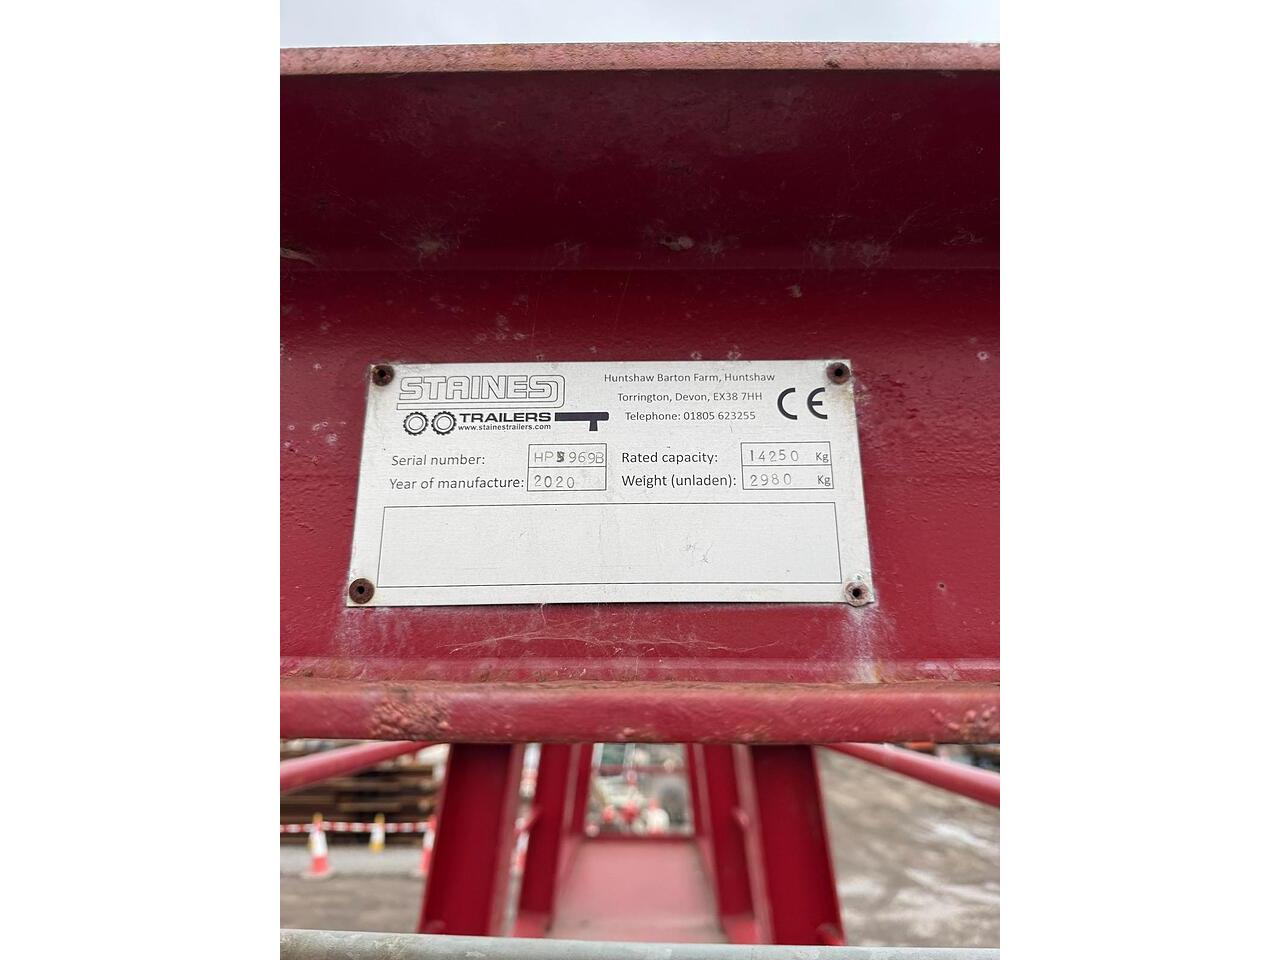 STAINES
TRAILERS
www.stainestrailers.com
Huntshaw Barton Farm, Huntshaw
Torrington, Devon, EX38 7HH
Telephone: 01805 623255
CE
Serial number:
Year of manufacture: 2020
Rated capacity: 14250 Kg
Weight (unladen): 2980 Kg